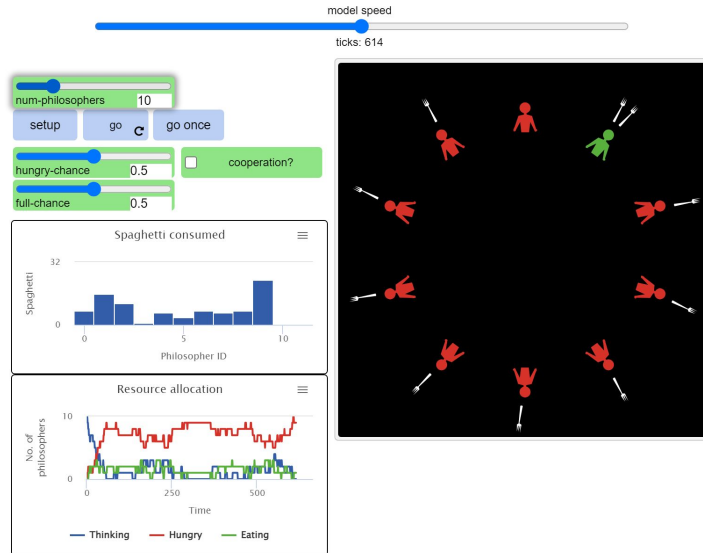 model speed
ticks: 614
num-philosophers 10
setup go go once
hungry-chance 0.5
cooperation?
full-chance 0.5
Spaghetti consumed
32
Spaghetti
0
0 5 10
Philosopher ID
Resource allocation
10
No. of
philosophers
0
0 250 500
Time
Thinking Hungry Eating